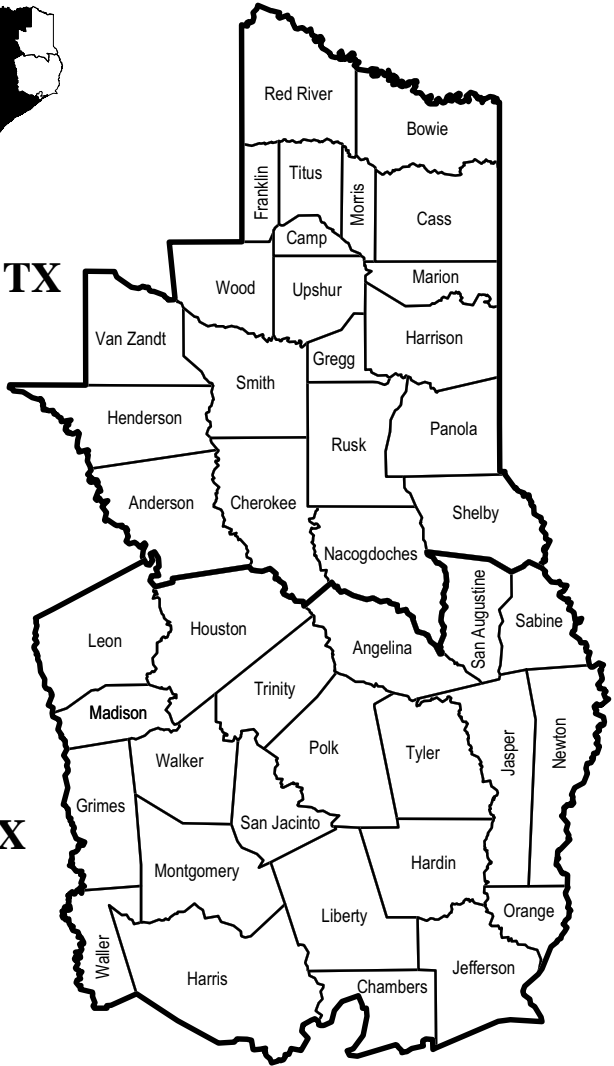 Red River
Bowie
Franklin
Titus
Morris
Cass
Camp
TX
Wood
Upshur
Marion
Van Zandt
Gregg
Harrison
Smith
Henderson
Rusk
Panola
Anderson
Cherokee
Shelby
Nacogdoches
San Augustine
Sabine
Leon
Houston
Angelina
Trinity
Madison
Polk
Tyler
Jasper
Newton
Walker
Grimes
San Jacinto
X
Montgomery
Hardin
Liberty
Orange
Waller
Harris
Chambers
Jefferson